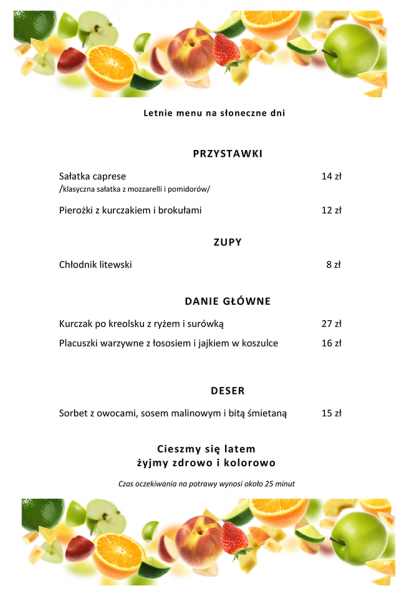 Letnie menu na słoneczne dni
PRZYSTAWKI
Sałatka caprese 14 zł
/klasyczna sałatka z mozzarelli i pomidorów/
Pierożki z kurczakiem i brokułami 12 zł
ZUPY
Chłodnik litewski 8 zł
DANIE GŁÓWNE
Kurczak po kreolsku z ryżem i surówką 27 zł
Placuszki warzywne z łososiem i jajkiem w koszulce 16 zł
DESER
Sorbet z owocami, sosem malinowym i bitą śmietaną 15 zł
Cieszmy się latem
żyjmy zdrowo i kolorowo
Czas oczekiwania na potrawy wynosi około 25 minut